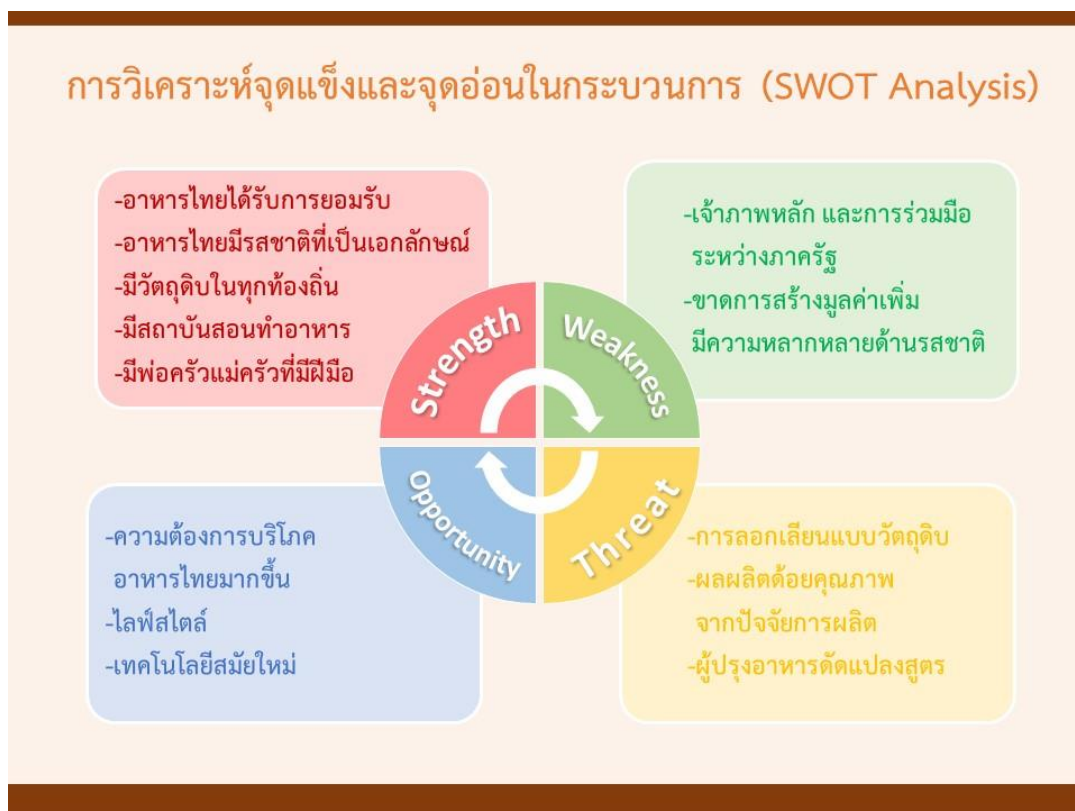 การวิเคราะห์จุดแข็งและจุดอ่อนในกระบวนการ (SWOT Analysis)
-อาหารไทยได้รับการยอมรับ
-อาหารไทยมีรสชาติที่เป็นเอกลักษณ์
-มีวัตถุดิบในทุกท้องถิ่น
-มีสถาบันสอนทำอาหาร
-มีพ่อครัวแม่ครัวที่มีฝีมือ
Strength
Weakness
-เจ้าภาพหลัก และการร่วมมือ
ระหว่างภาครัฐ
-ขาดการสร้างมูลค่าเพิ่ม
มีความหลากหลายด้านรสชาติ
-ความต้องการบริโภค
อาหารไทยมากขึ้น
-ไลฟ์สไตล์
-เทคโนโลยีสมัยใหม่
Opportunity
Threat
-การลอกเลียนแบบวัตถุดิบ
-ผลผลิตด้อยคุณภาพ
จากปัจจัยการผลิต
-ผู้ปรุงอาหารดัดแปลงสูตร